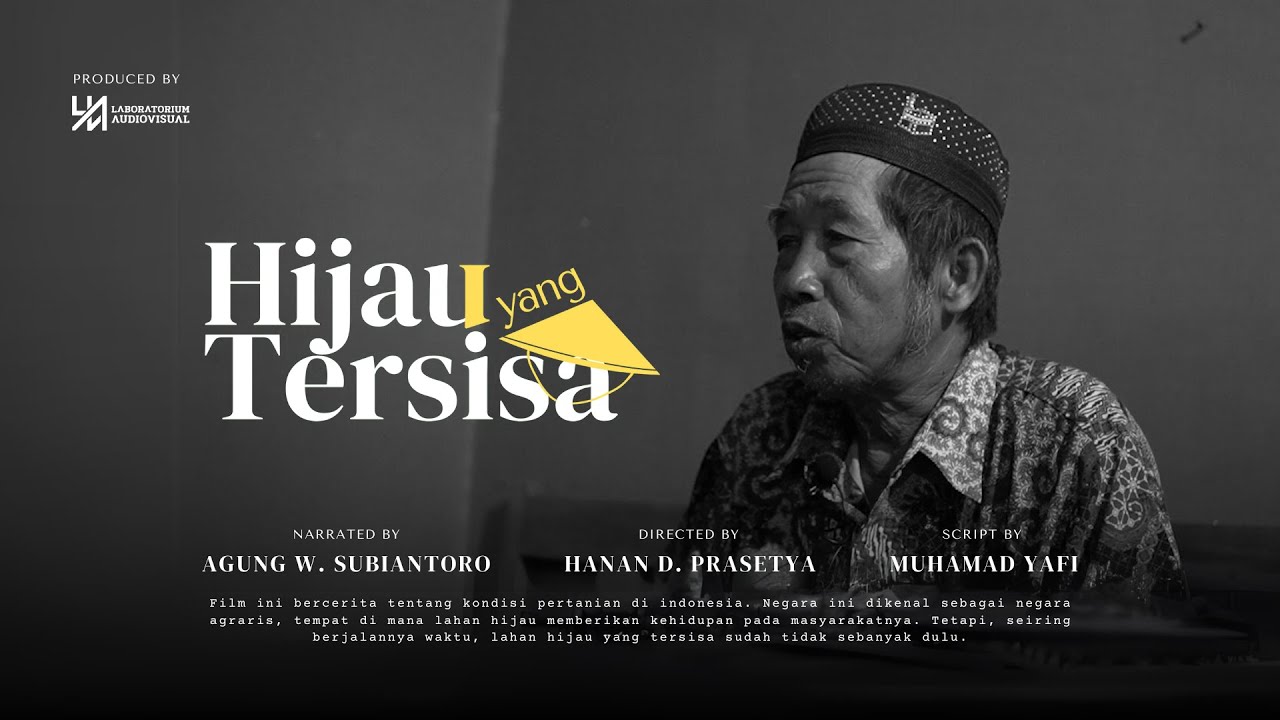 PRODUCED BY
LABORATORIUM
AUDIOVISUAL
Hijau yang
Tersisa
NARRATED BY
AGUNG W. SUBIANTORO
DIRECTED BY
HANAN D. PRASETYA
SCRIPT BY
MUHAMAD YAFI
Film ini bercerita tentang kondisi pertanian di indonesia. Negara ini dikenal sebagai negara
agraris, tempat di mana lahan hijau memberikan kehidupan pada masyarakatnya. Tetapi, seiring
berjalannya waktu, lahan hijau yang tersisa sudah tidak sebanyak dulu.